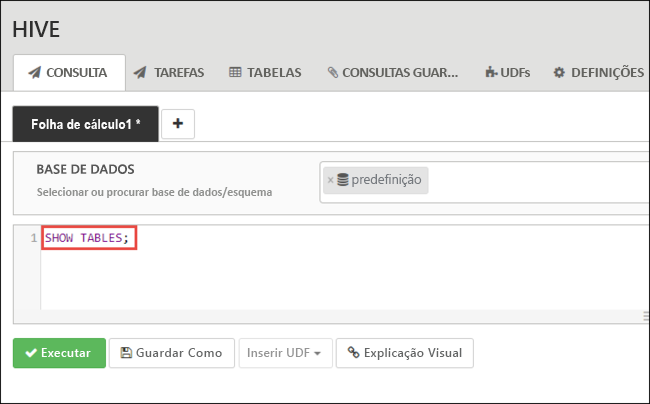 HIVE
CONSULTA TAREFAS TABELAS CONSULTAS GUAR... UDFs DEFINIÇÕES
Folha de cálculo1 * +
BASE DE DADOS
Selecionar ou procurar base de dados/esquema
× predefinição
1 SHOW TABLES;
Executar Guardar Como Inserir UDF Explicação Visual